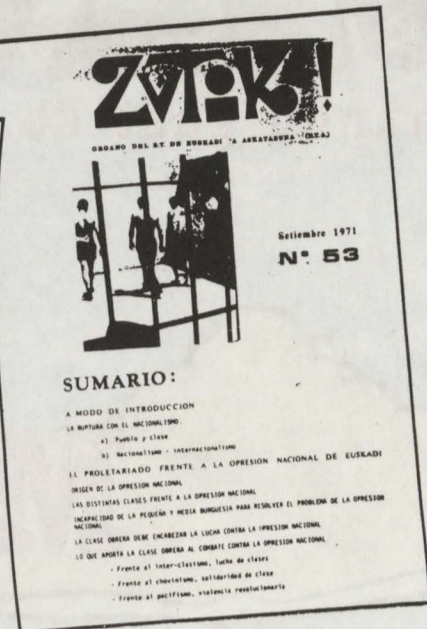 ZUTiK!
ORGANO DEL B.T. DE EUSKADI 'A ASKATASUNA (E.T.A.)
Setiembre 1971
N° 53
SUMARIO:
A MODO DE INTRODUCCION
LA RUPTURA CON EL NACIONALISMO.
a) Pueblo y clase
b) Nacionalismo - internacionalismo
EL PROLETARIADO FRENTE A LA OPRESION NACIONAL DE EUSKADI
ORIGEN DE LA OPRESION NACIONAL
LAS DISTINTAS CLASES FRENTE A LA OPRESION NACIONAL
INCAPACIDAD DE LA PEQUEÑA Y MEDIA BURGUESIA PARA RESOLVER EL PROBLEMA DE LA OPRESION
NACIONAL
LA CLASE OBRERA DEBE ENCABEZAR LA LUCHA CONTRA LA OPRESION NACIONAL
LO QUE APORTA LA CLASE OBRERA AL COMBATE CONTRA LA OPRESION NACIONAL
- Frente al inter-clasismo, lucha de clases
- Frente al chovinismo, solidaridad de clase
- Frente al pacifismo, violencia revolucionaria